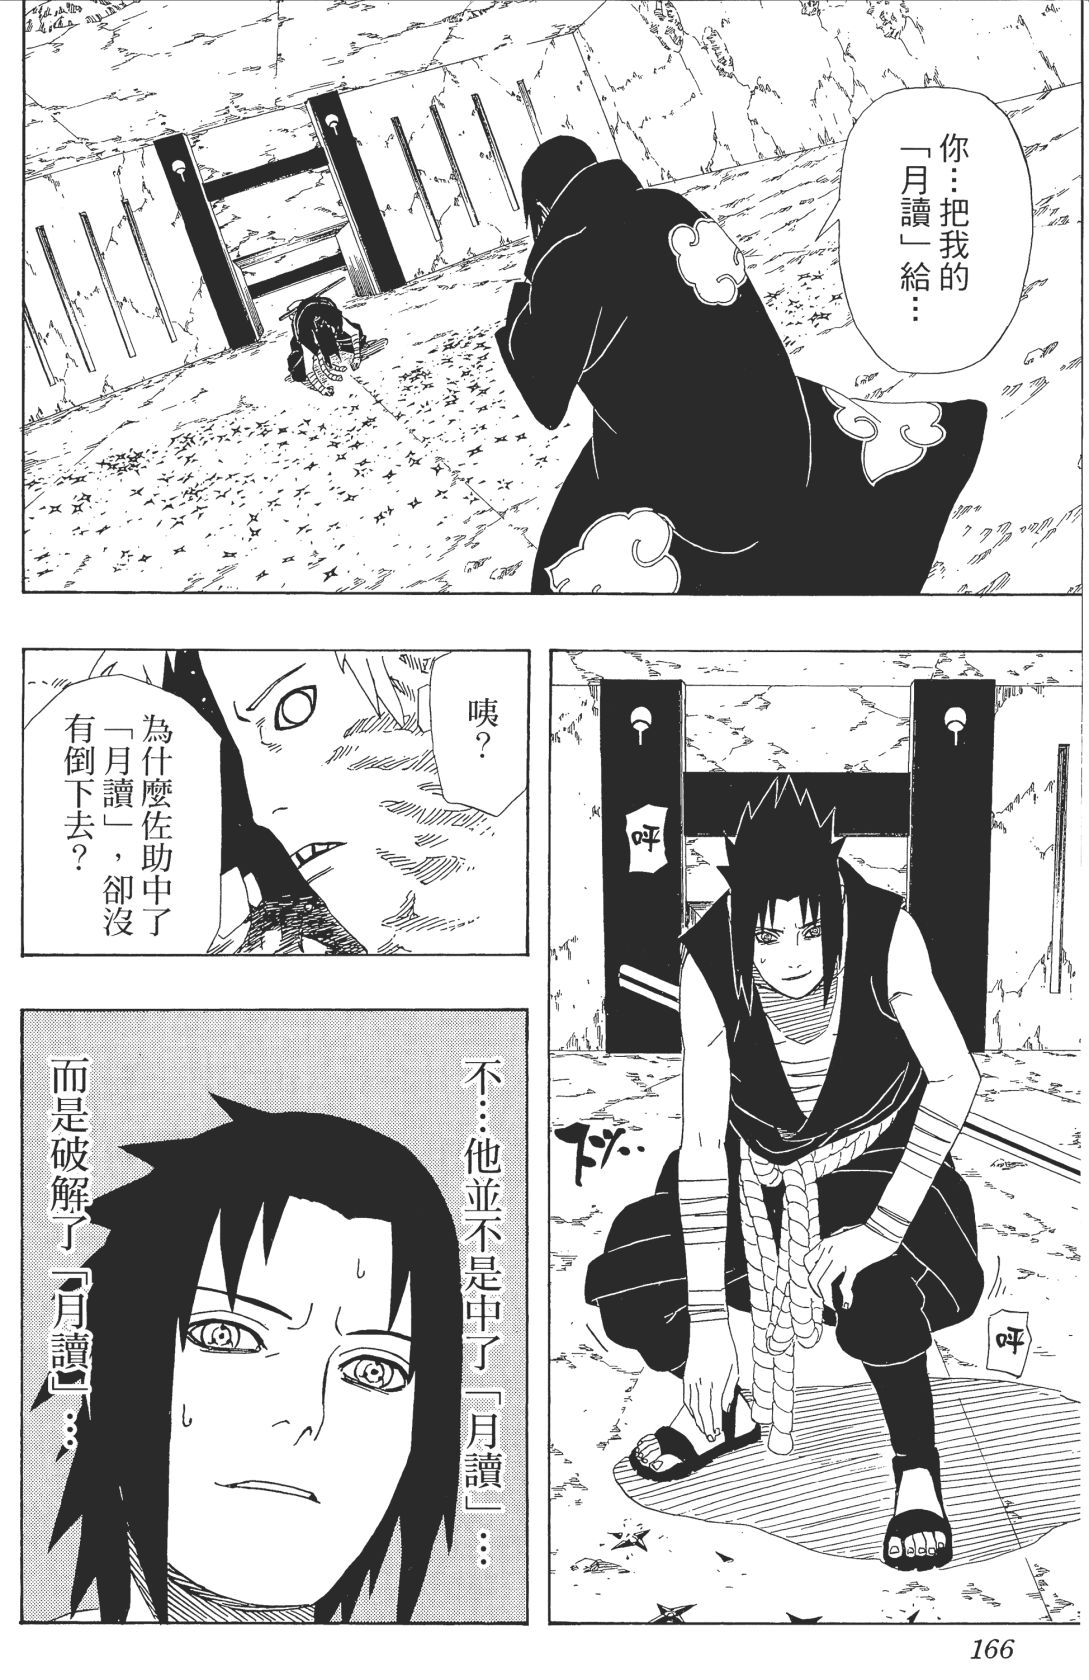 你…把我的
「月讀」給…
呼
ドッ…
呼
咦？
為什麼佐助中了
「月讀」，卻沒
有倒下去？
不…他並不是中了「月讀」…
而是破解了「月讀」…
166